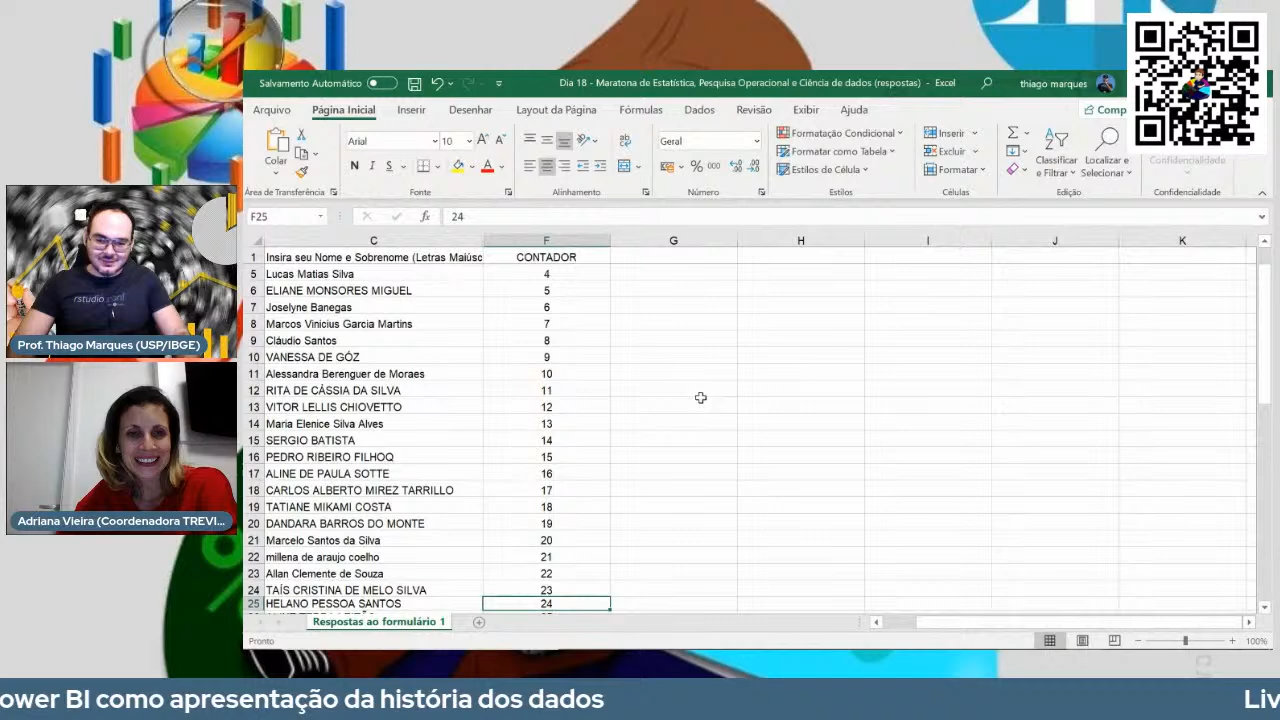 Salvamento Automático
Dia 18 - Maratona de Estatística, Pesquisa Operacional e Ciência de dados (respostas) - Excel
thiago marques
Arquivo Página Inicial Inserir Desenhar Layout da Página Fórmulas Dados Revisão Exibir Ajuda Comp
Colar
Arial 10
N I S
Geral
% 000
Formatação Condicional
Formatar como Tabela
Estilos de Célula
Inserir
Excluir
Formatar
Classificar e Filtrar
Localizar e Selecionar
Confidencialidade
Área de Transferência Fonte Alinhamento Número Estilos Células Edição Confidencialidade
F25 fx 24
C F G H I J K
1 Insira seu Nome e Sobrenome (Letras Maiúsc CONTADOR
5 Lucas Matias Silva 4
6 ELIANE MONSORES MIGUEL 5
7 Joselyne Banegas 6
8 Marcos Vinicius Garcia Martins 7
9 Cláudio Santos 8
10 VANESSA DE GÓZ 9
11 Alessandra Berenguer de Moraes 10
12 RITA DE CÁSSIA DA SILVA 11
13 VITOR LELLIS CHIOVETTO 12
14 Maria Elenice Silva Alves 13
15 SERGIO BATISTA 14
16 PEDRO RIBEIRO FILHOQ 15
17 ALINE DE PAULA SOTTE 16
18 CARLOS ALBERTO MIREZ TARRILLO 17
19 TATIANE MIKAMI COSTA 18
20 DANDARA BARROS DO MONTE 19
21 Marcelo Santos da Silva 20
22 millena de araujo coelho 21
23 Allan Clemente de Souza 22
24 TAÍS CRISTINA DE MELO SILVA 23
25 HELANO PESSOA SANTOS 24
Respostas ao formulário 1
Pronto
100%
rstudio
Prof. Thiago Marques (USP/IBGE)
Adriana Vieira (Coordenadora TREVI...
ower BI como apresentação da história dos dados
Liv